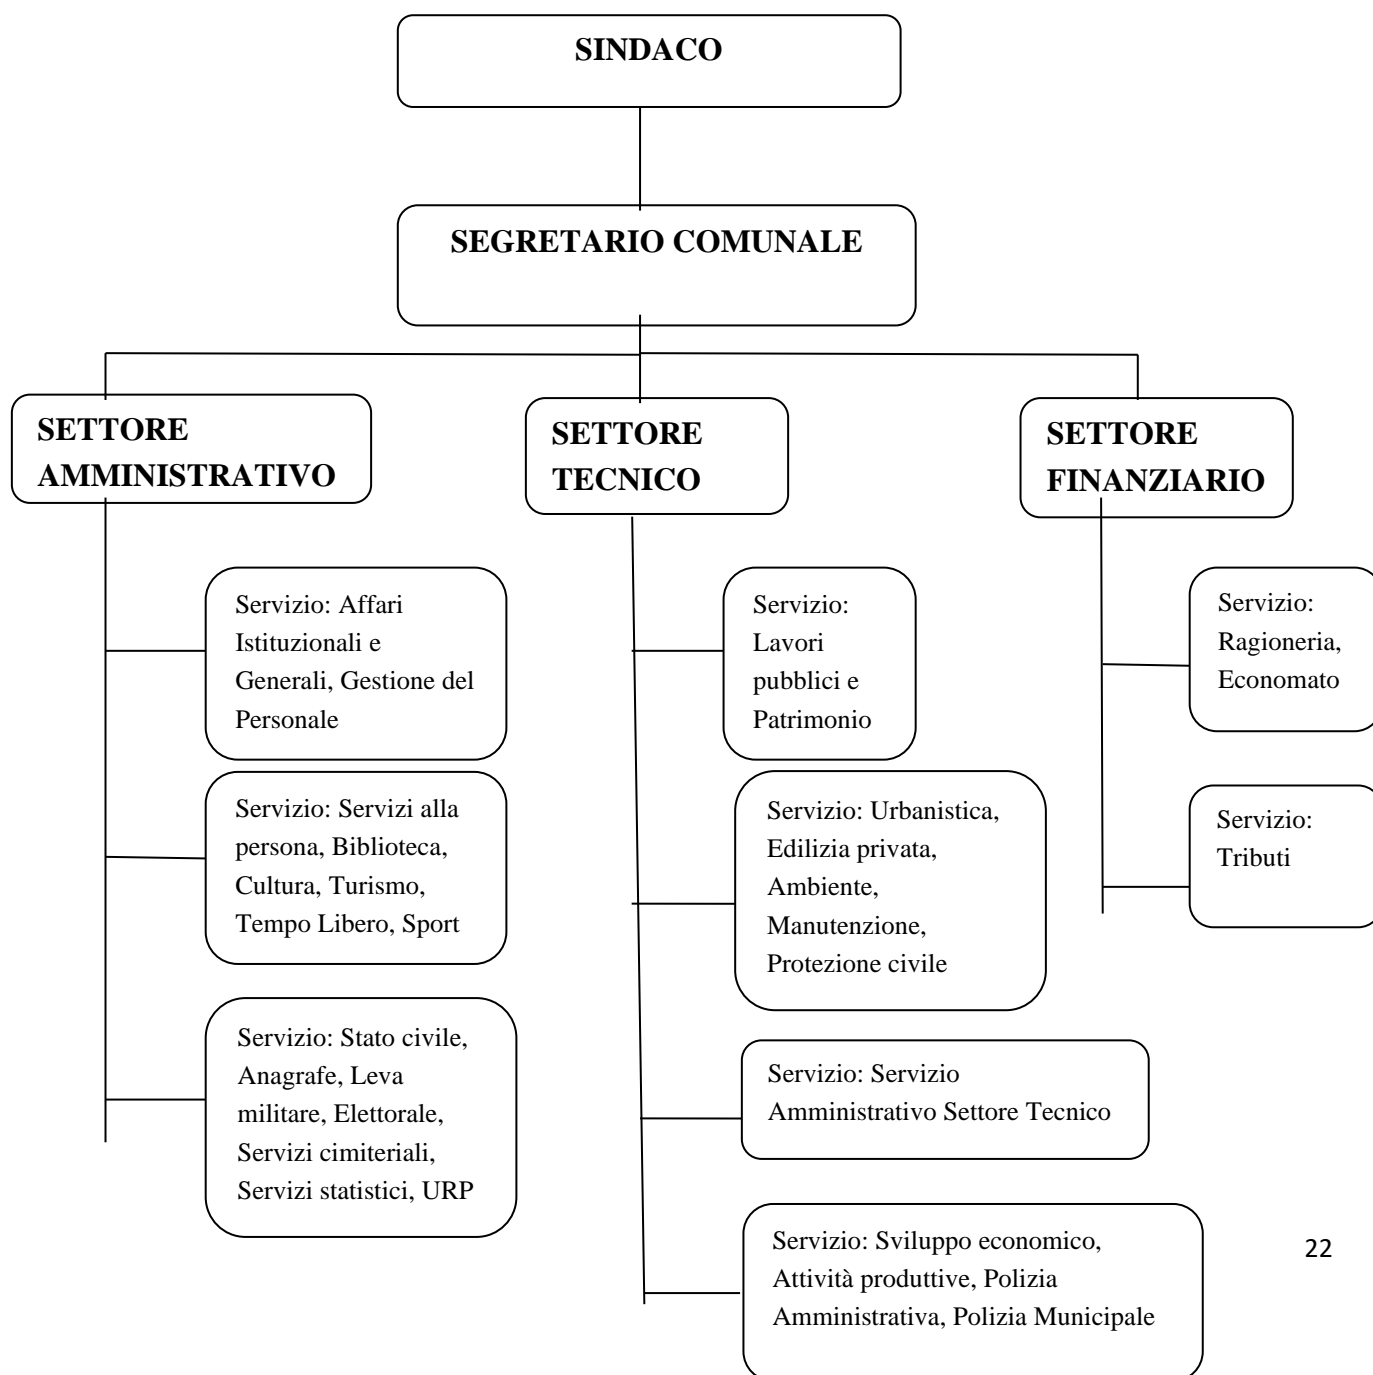 SINDACO
SEGRETARIO COMUNALE
SETTORE
AMMINISTRATIVO
Servizio: Affari
Istituzionali e
Generali, Gestione del
Personale
Servizio: Servizi alla
persona, Biblioteca,
Cultura, Turismo,
Tempo Libero, Sport
Servizio: Stato civile,
Anagrafe, Leva
militare, Elettorale,
Servizi cimiteriali,
Servizi statistici, URP
SETTORE
TECNICO
Servizio:
Lavori
pubblici e
Patrimonio
Servizio: Urbanistica,
Edilizia privata,
Ambiente,
Manutenzione,
Protezione civile
Servizio: Servizio
Amministrativo Settore Tecnico
Servizio: Sviluppo economico,
Attività produttive, Polizia
Amministrativa, Polizia Municipale
SETTORE
FINANZIARIO
Servizio:
Ragioneria,
Economato
Servizio:
Tributi
22